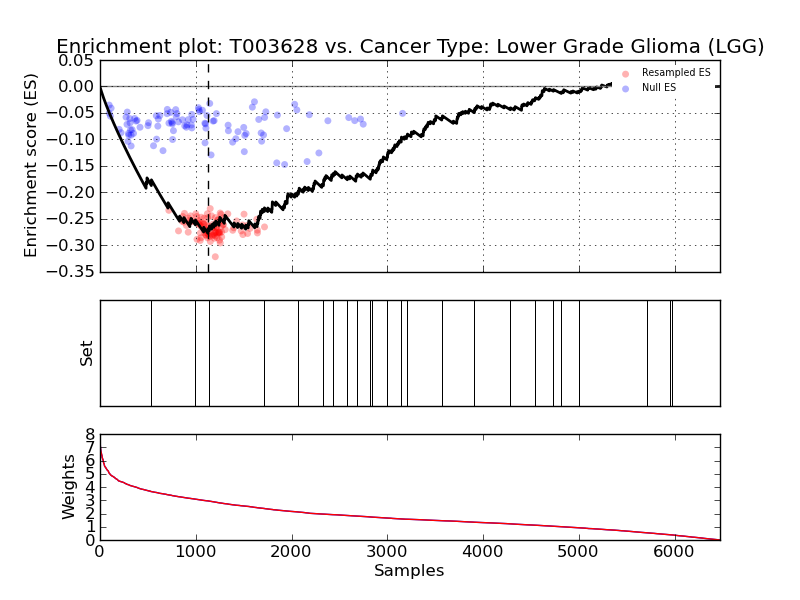 Enrichment plot: T003628 vs. Cancer Type: Lower Grade Glioma (LGG)
Enrichment score (ES)
0.05
0.00
−0.05
−0.10
−0.15
−0.20
−0.25
−0.30
−0.35
Resampled ES
Null ES
Set
Weights
8
7
6
5
4
3
2
1
0
0 1000 2000 3000 4000 5000 6000
Samples